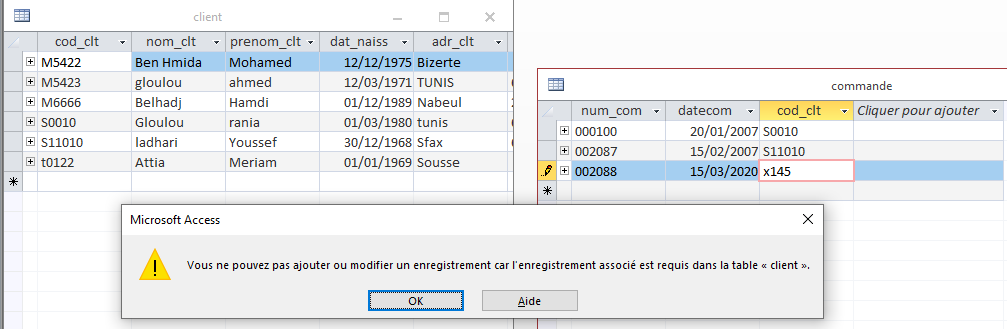 client
cod_clt nom_clt prenom_clt dat_naiss adr_clt
M5422 Ben Hmida Mohamed 12/12/1975 Bizerte
M5423 gloulou ahmed 12/03/1971 TUNIS
M6666 Belhadj Hamdi 01/12/1989 Nabeul
S0010 Gloulou rania 01/03/1980 tunis
S11010 ladhari Youssef 30/12/1968 Sfax
t0122 Attia Meriam 01/01/1969 Sousse
commande
num_com datecom cod_clt Cliquer pour ajouter
000100 20/01/2007 S0010
002087 15/02/2007 S11010
002088 15/03/2020 x145
Microsoft Access
Vous ne pouvez pas ajouter ou modifier un enregistrement car l'enregistrement associé est requis dans la table « client ».
OK Aide